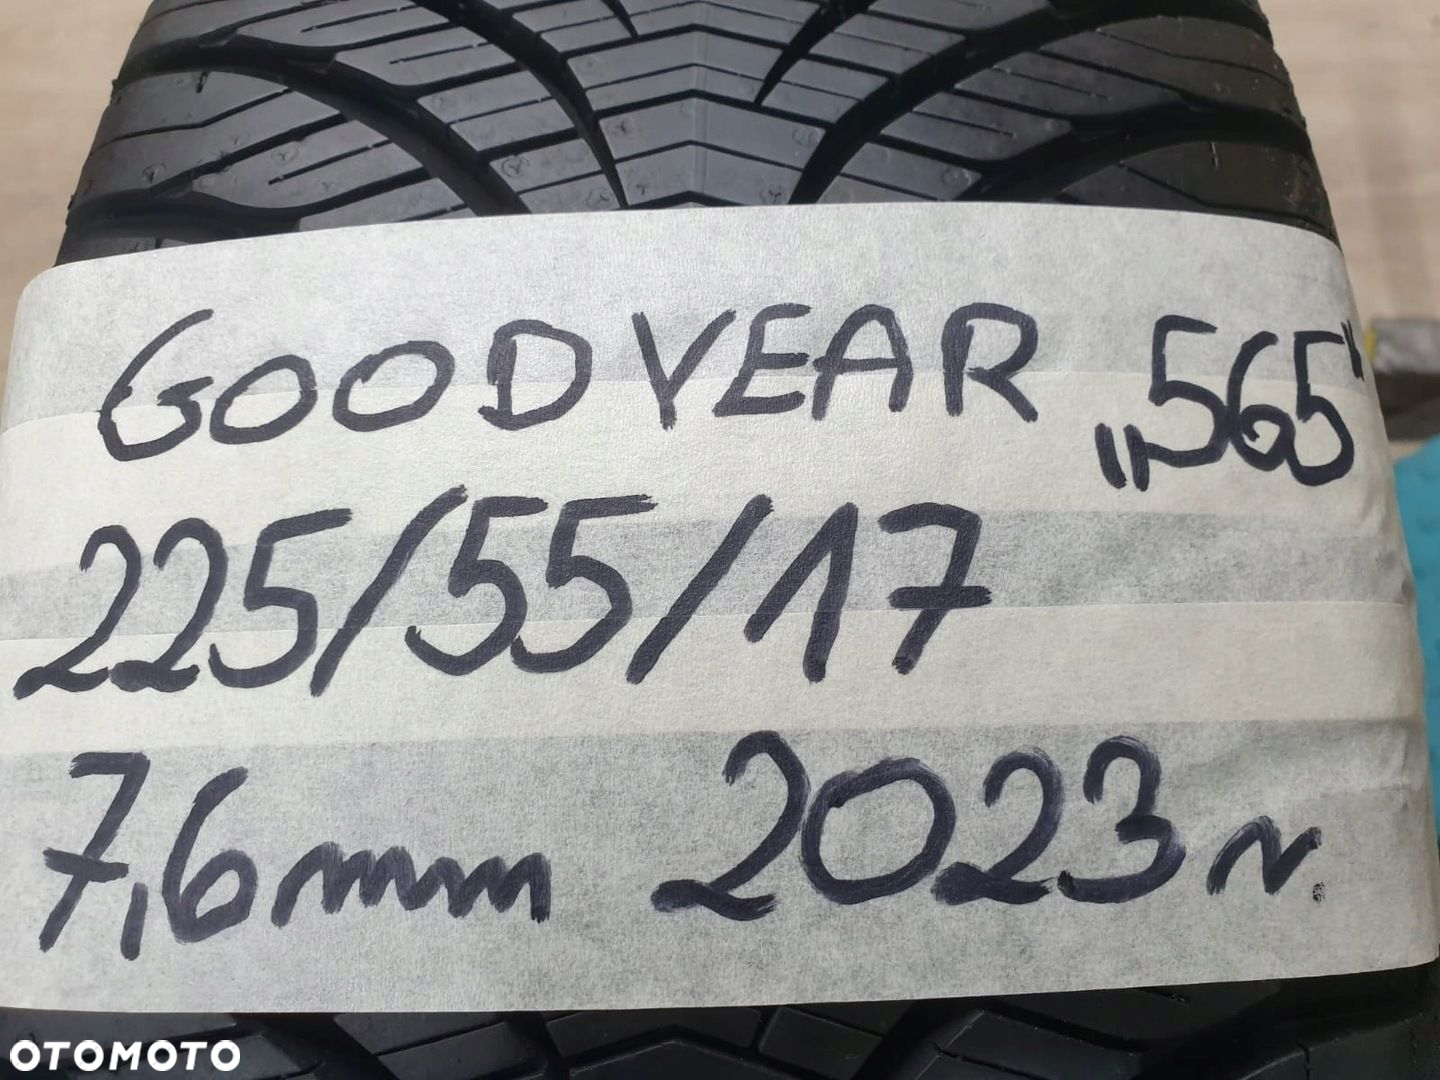 GOODYEAR „565”
225/55/17
7,6mm 2023r.
OTOMOTO